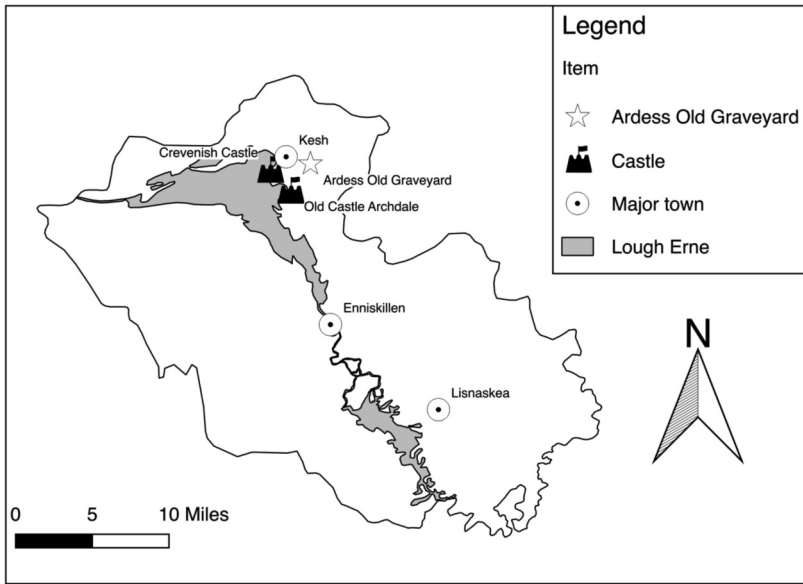 Legend
Item
Ardess Old Graveyard
Castle
Major town
Lough Erne
Kesh
Crevenish Castle
Ardess Old Graveyard
Old Castle Archdale
Enniskillen
Lisnaskea
N
0 5 10 Miles